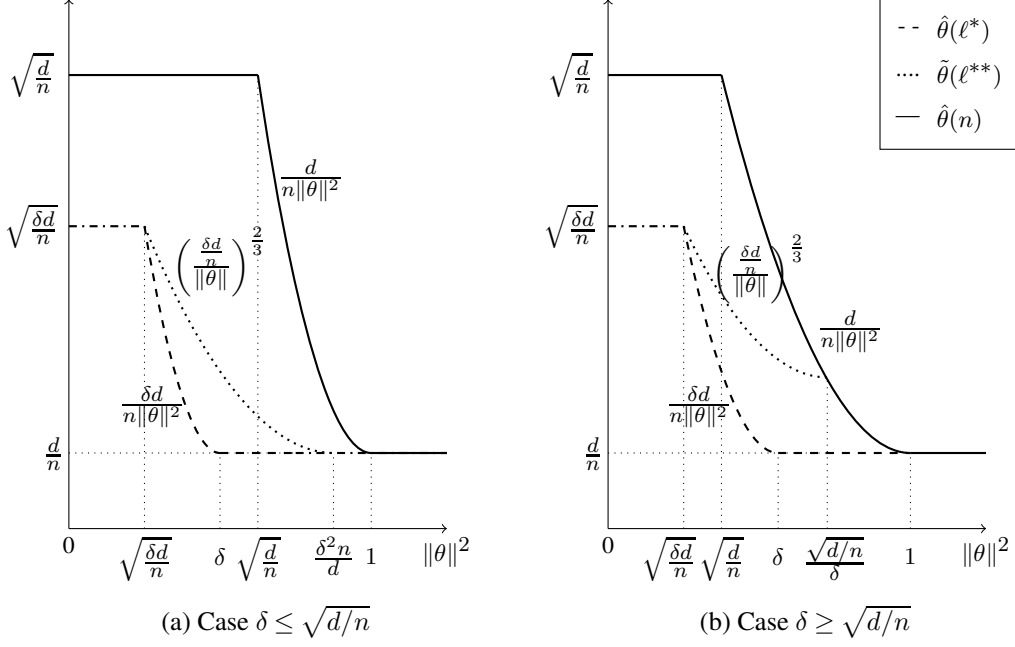 √(d/n)
√(δd/n)
d/n
d/(n‖θ‖²)
((δd/n)/‖θ‖)^(2/3)
δd/(n‖θ‖²)
0
√(δd/n)
δ
√(d/n)
δ²n/d
1
‖θ‖²
(a) Case δ ≤ √(d/n)
√(d/n)
√(δd/n)
d/n
((δd/n)/‖θ‖)^(2/3)
d/(n‖θ‖²)
δd/(n‖θ‖²)
0
√(δd/n)
√(d/n)
δ
√(d/n)/δ
1
‖θ‖²
θ̂(ℓ*)
θ̃(ℓ**)
θ̂(n)
(b) Case δ ≥ √(d/n)